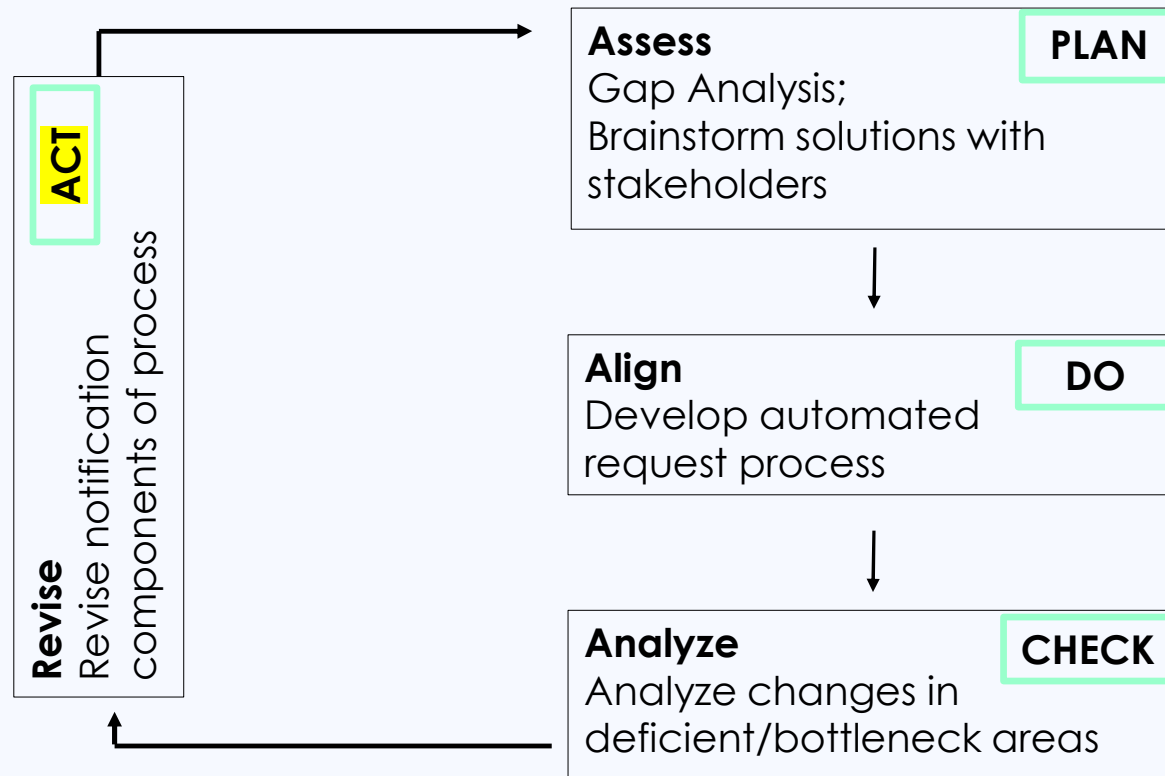 Assess
PLAN
Gap Analysis;
Brainstorm solutions with
stakeholders
Align
DO
Develop automated
request process
Analyze
CHECK
Analyze changes in
deficient/bottleneck areas
ACT
Revise
Revise notification
components of process